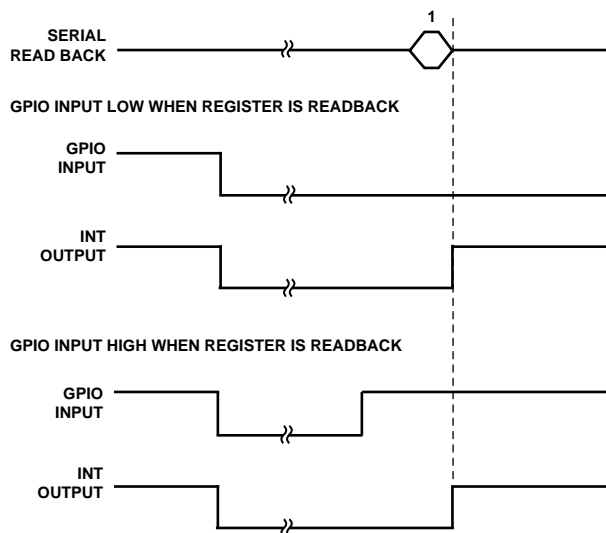 1
SERIAL
READ BACK
GPIO INPUT LOW WHEN REGISTER IS READBACK
GPIO
INPUT
INT
OUTPUT
GPIO INPUT HIGH WHEN REGISTER IS READBACK
GPIO
INPUT
INT
OUTPUT